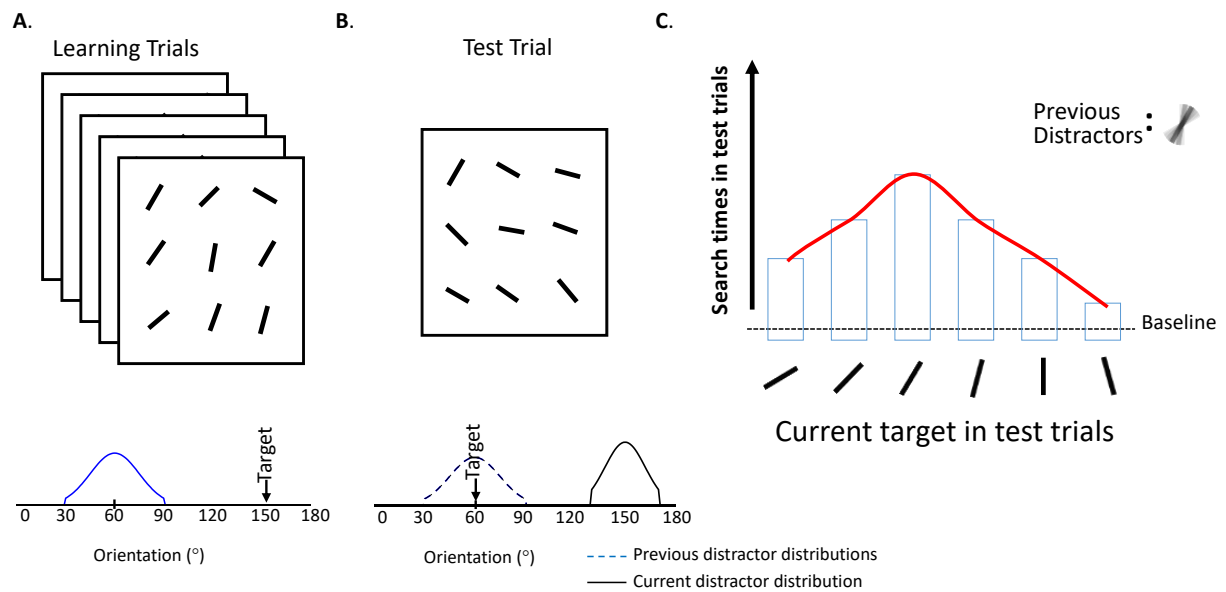 A.
Learning Trials
Target
0 30 60 90 120 150 180
Orientation (°)
B.
Test Trial
Target
0 30 60 90 120 150 180
Orientation (°)
Previous distractor distributions
Current distractor distribution
C.
Search times in test trials
Previous
Distractors :
Baseline
Current target in test trials